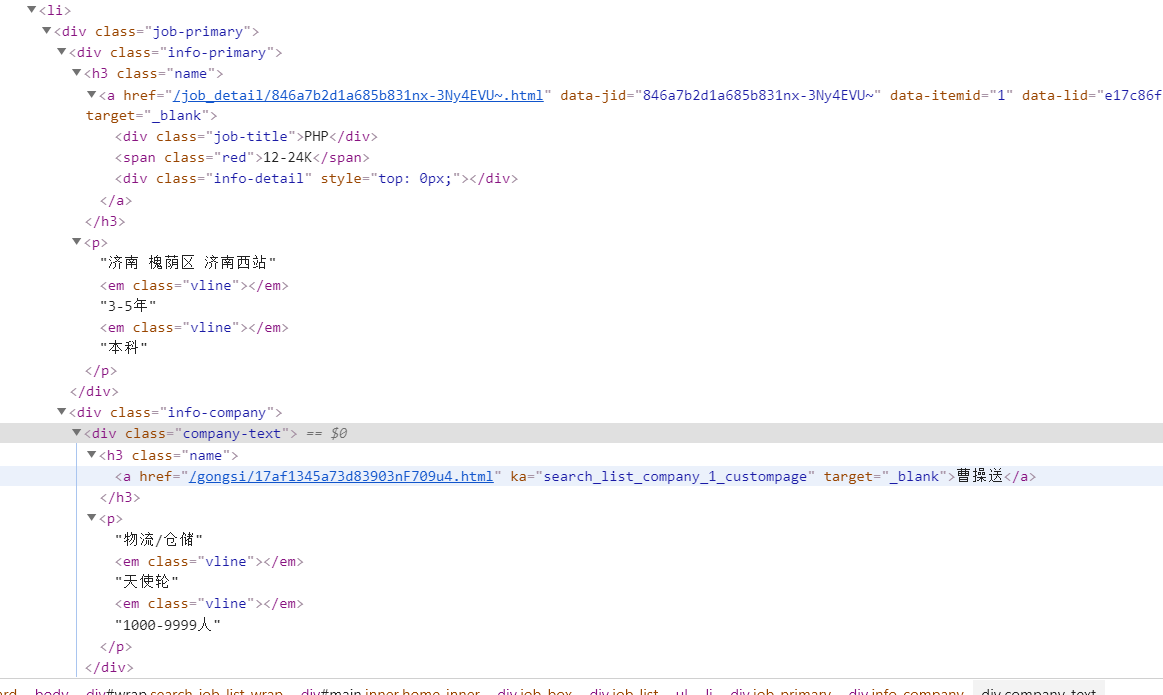 ▼<li>
▼<div class="job-primary">
▼<div class="info-primary">
▼<h3 class="name">
▼<a href="/job_detail/846a7b2d1a685b831nx-3Ny4EVU~.html" data-jid="846a7b2d1a685b831nx-3Ny4EVU~" data-itemid="1" data-lid="e17c86f
target="_blank">
<div class="job-title">PHP</div>
<span class="red">12-24K</span>
<div class="info-detail" style="top: 0px;"></div>
</a>
</h3>
▼<p>
"济南 槐荫区 济南西站"
<em class="vline"></em>
"3-5年"
<em class="vline"></em>
"本科"
</p>
</div>
▼<div class="info-company">
▼<div class="company-text"> == $0
▼<h3 class="name">
<a href="/gongsi/17af1345a73d83903nF709u4.html" ka="search_list_company_1_custompage" target="_blank">曹操送</a>
</h3>
▼<p>
"物流/仓储"
<em class="vline"></em>
"天使轮"
<em class="vline"></em>
"1000-9999人"
</p>
</div>
ard body div#wrap.search-job-list-wrap div#main.inner.home-inner div.job-box div.job-list ul li div.job-primary div.info-company div.company-text